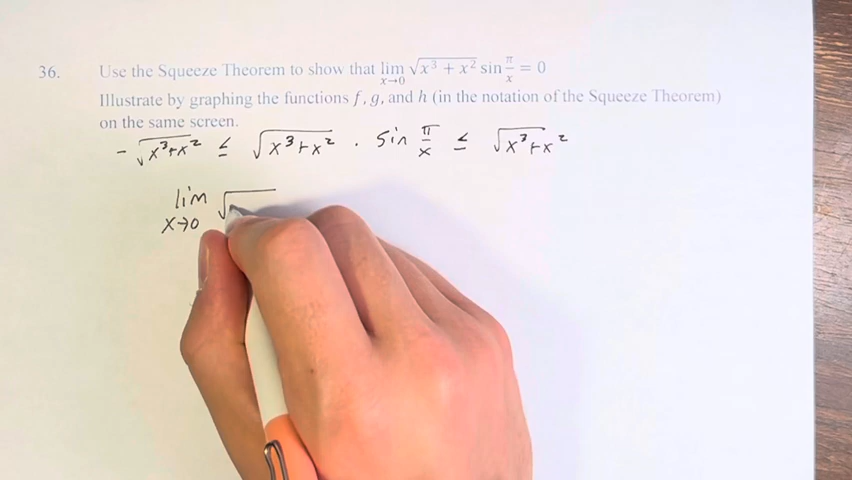 36. Use the Squeeze Theorem to show that lim x→0 √(x³ + x²) sin π/x = 0
Illustrate by graphing the functions f, g, and h (in the notation of the Squeeze Theorem)
on the same screen.
-√(x³+x²) ≤ √(x³+x²) · sin π/x ≤ √(x³+x²)
lim x→0 √